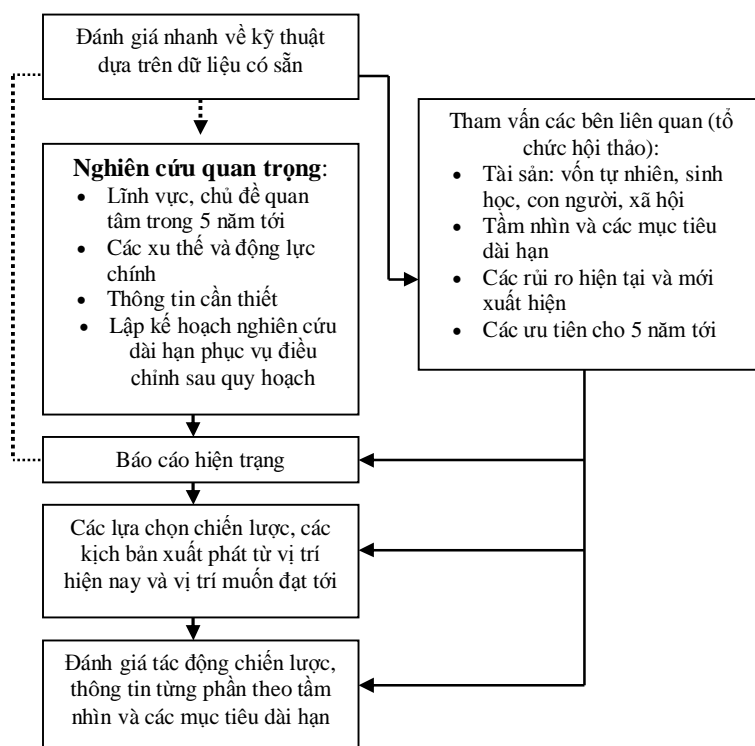 Đánh giá nhanh về kỹ thuật
dựa trên dữ liệu có sẵn
Tham vấn các bên liên quan (tổ
chức hội thảo):
• Tài sản: vốn tự nhiên, sinh
học, con người, xã hội
• Tầm nhìn và các mục tiêu
dài hạn
• Các rủi ro hiện tại và mới
xuất hiện
• Các ưu tiên cho 5 năm tới
Nghiên cứu quan trọng:
• Lĩnh vực, chủ đề quan
tâm trong 5 năm tới
• Các xu thế và động lực
chính
• Thông tin cần thiết
• Lập kế hoạch nghiên cứu
dài hạn phục vụ điều
chỉnh sau quy hoạch
Báo cáo hiện trạng
Các lựa chọn chiến lược, các
kịch bản xuất phát từ vị trí
hiện nay và vị trí muốn đạt tới
Đánh giá tác động chiến lược,
thông tin từng phần theo tầm
nhìn và các mục tiêu dài hạn